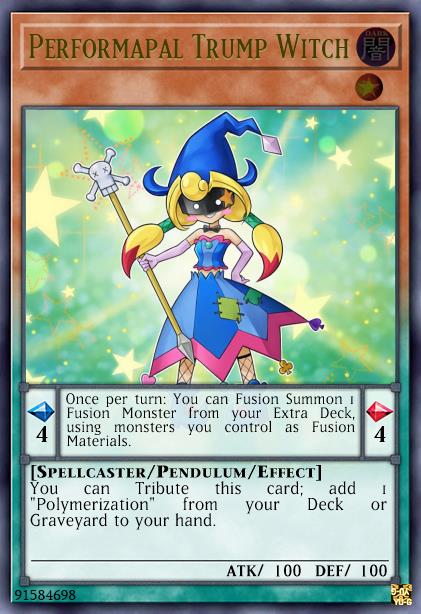 Performapal Trump Witch
DARK
闇
Once per turn: You can Fusion Summon 1
Fusion Monster from your Extra Deck,
using monsters you control as Fusion
Materials.
4
4
[Spellcaster/Pendulum/Effect]
You can Tribute this card; add 1
"Polymerization" from your Deck or
Graveyard to your hand.
ATK/ 100 DEF/ 100
91584698